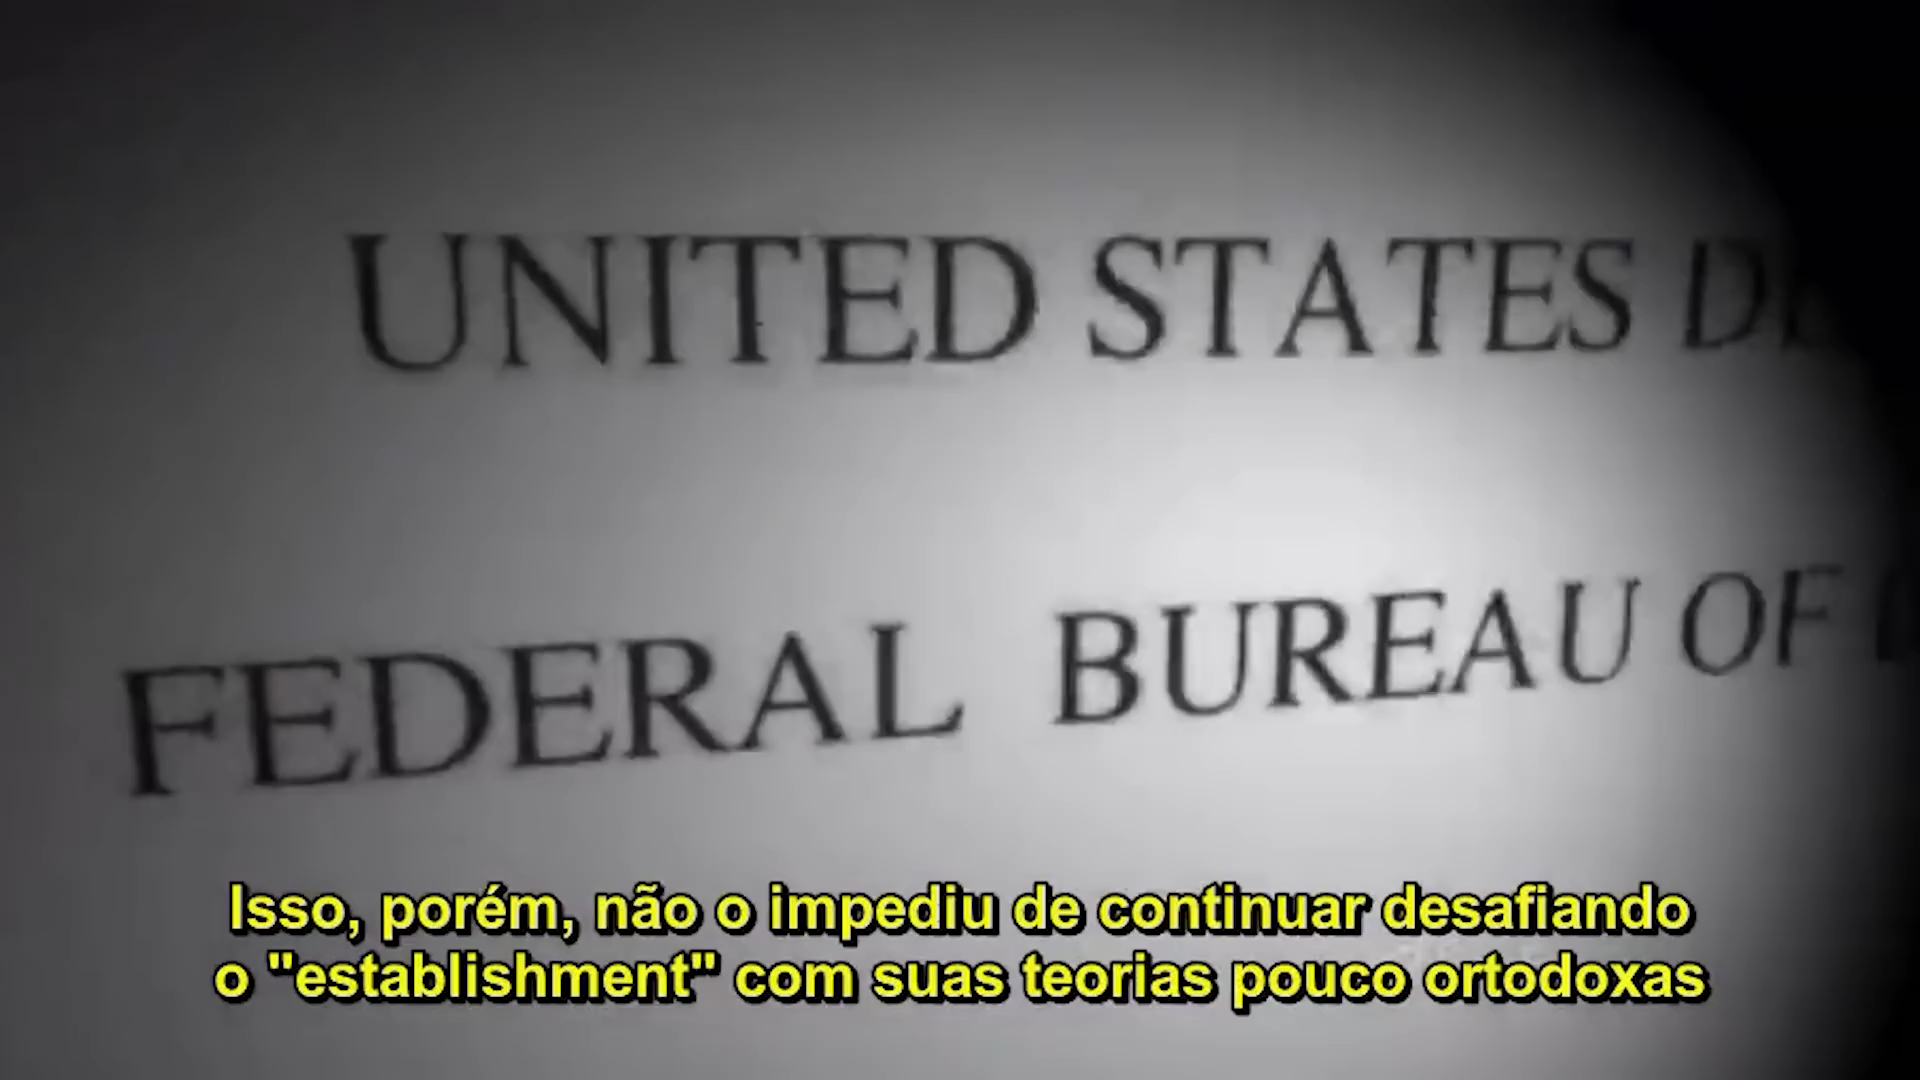 UNITED STATES
FEDERAL BUREAU OF
Isso, porém, não o impediu de continuar desafiando
o "establishment" com suas teorias pouco ortodoxas